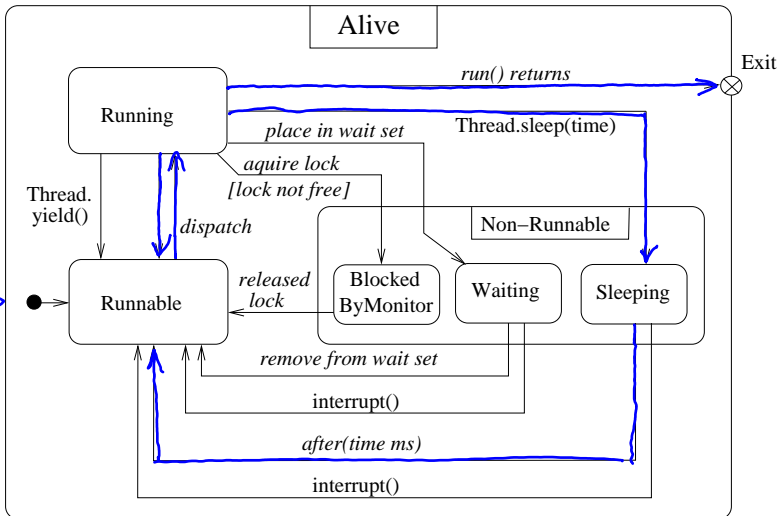 Alive
Exit
run() returns
Running
Thread.sleep(time)
place in wait set
aquire lock
[lock not free]
Thread.
yield()
dispatch
Non-Runnable
Runnable
released
lock
Blocked
ByMonitor
Waiting
Sleeping
remove from wait set
interrupt()
after(time ms)
interrupt()